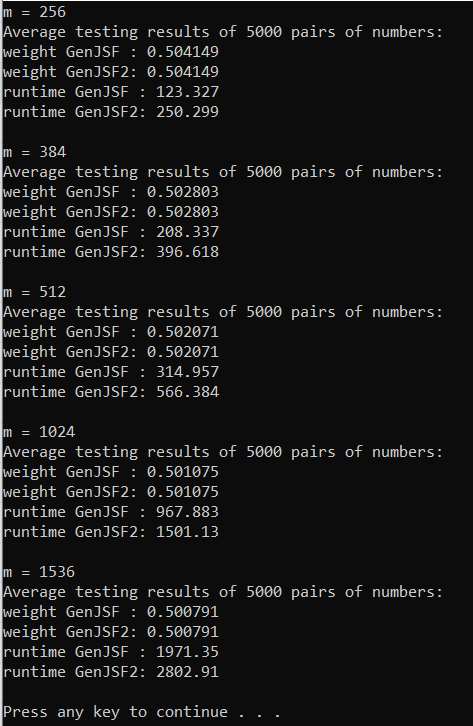 m = 256
Average testing results of 5000 pairs of numbers:
weight GenJSF : 0.504149
weight GenJSF2: 0.504149
runtime GenJSF : 123.327
runtime GenJSF2: 250.299
m = 384
Average testing results of 5000 pairs of numbers:
weight GenJSF : 0.502803
weight GenJSF2: 0.502803
runtime GenJSF : 208.337
runtime GenJSF2: 396.618
m = 512
Average testing results of 5000 pairs of numbers:
weight GenJSF : 0.502071
weight GenJSF2: 0.502071
runtime GenJSF : 314.957
runtime GenJSF2: 566.384
m = 1024
Average testing results of 5000 pairs of numbers:
weight GenJSF : 0.501075
weight GenJSF2: 0.501075
runtime GenJSF : 967.883
runtime GenJSF2: 1501.13
m = 1536
Average testing results of 5000 pairs of numbers:
weight GenJSF : 0.500791
weight GenJSF2: 0.500791
runtime GenJSF : 1971.35
runtime GenJSF2: 2802.91
Press any key to continue . . .